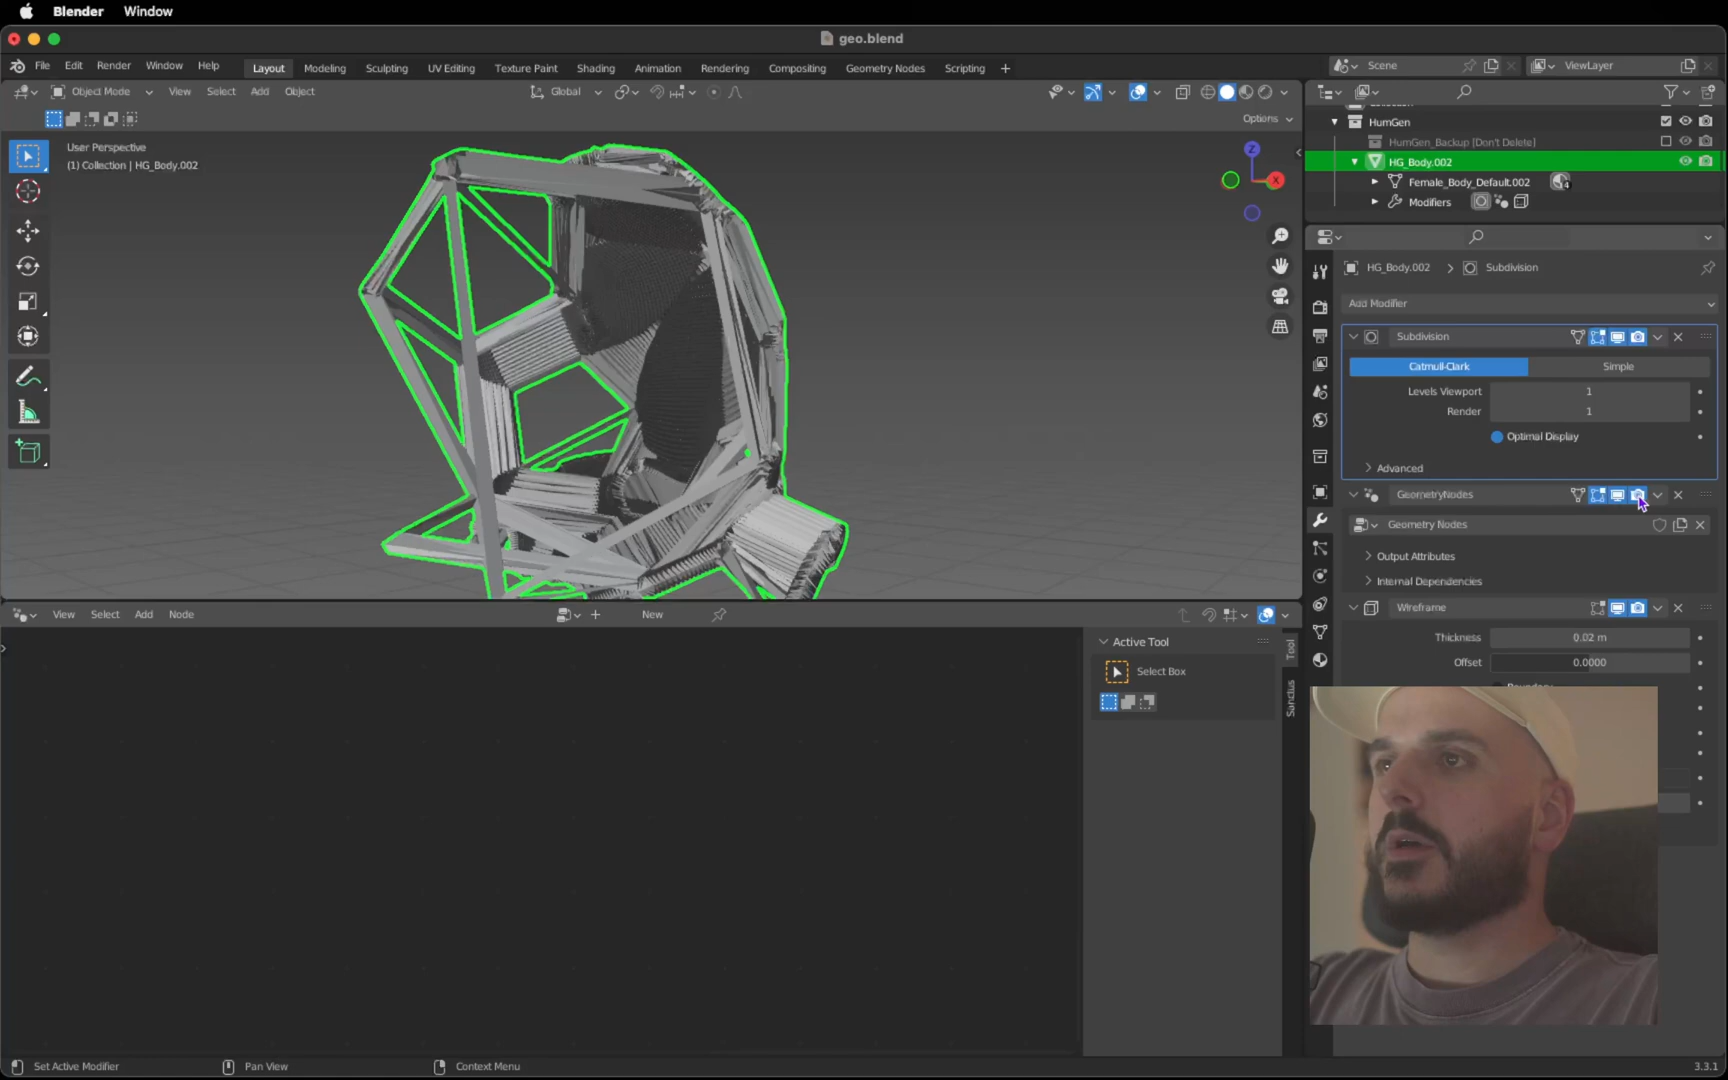 Blender Window
geo.blend
File Edit Render Window Help
Layout Modeling Sculpting UV Editing Texture Paint Shading Animation Rendering Compositing Geometry Nodes Scripting +
Scene
ViewLayer
Object Mode View Select Add Object
Global
Options
User Perspective
(1) Collection | HG_Body.002
Z
X
HumGen
HumGen_Backup [Don't Delete]
HG_Body.002
Female_Body_Default.002
4
Modifiers
HG_Body.002 > Subdivision
Add Modifier
Subdivision
Catmull-Clark Simple
Levels Viewport 1
Render 1
Optimal Display
Advanced
GeometryNodes
Geometry Nodes
Output Attributes
Internal Dependencies
Wireframe
Thickness 0.02 m
Offset 0.0000
View Select Add Node
New
Active Tool
Select Box
Tool
Set Active Modifier
Pan View
Context Menu
3.3.1